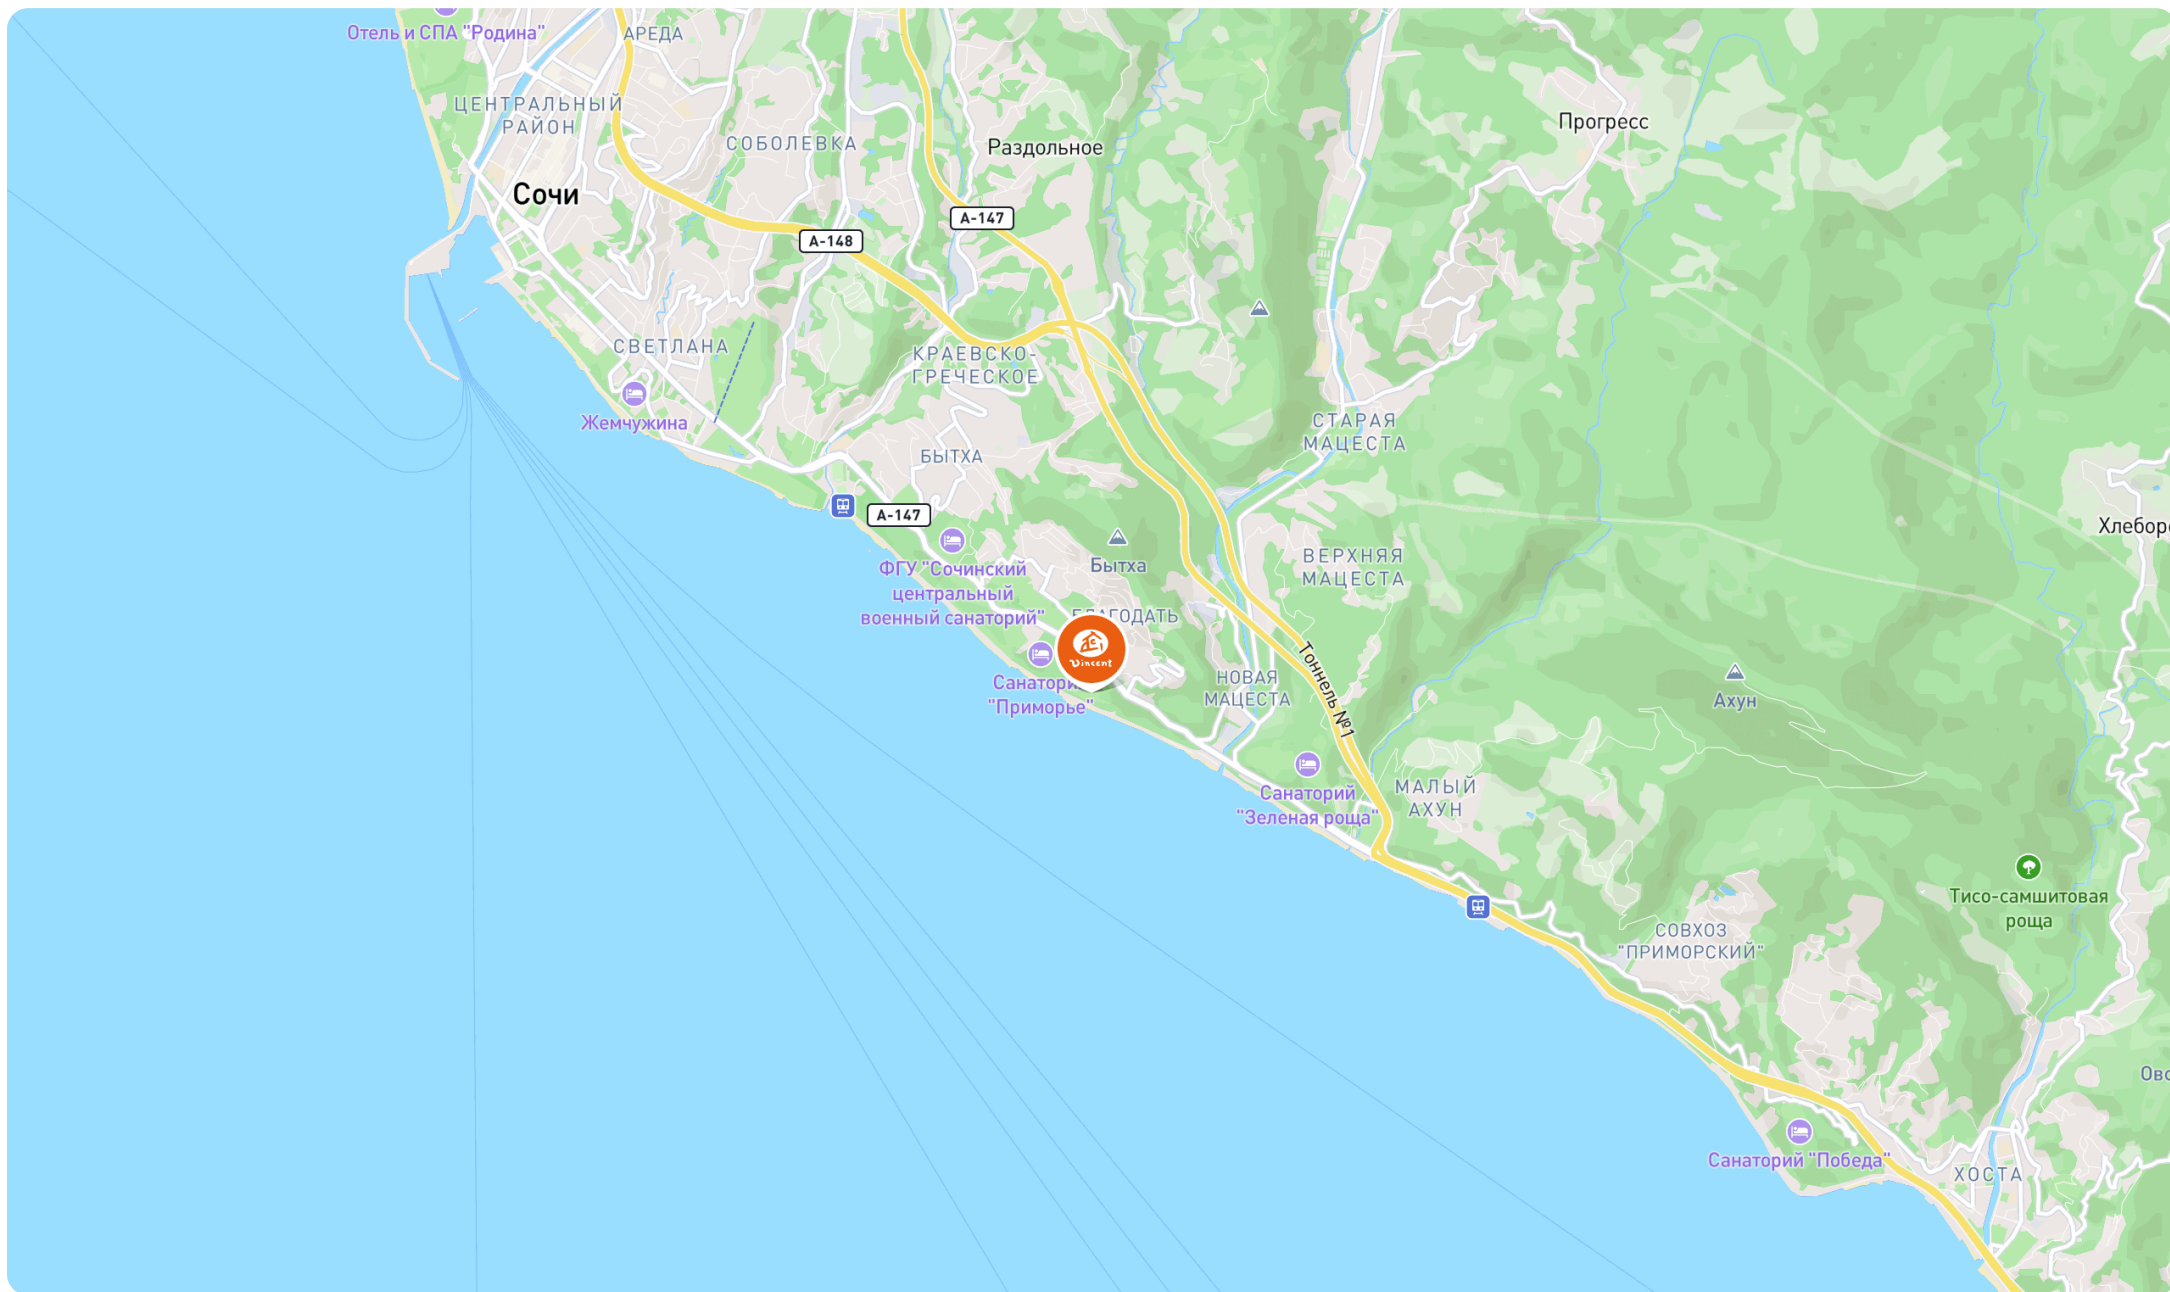 Отель и СПА "Родина"
АРЕДА
ЦЕНТРАЛЬНЫЙ
РАЙОН
СОБОЛЕВКА
Раздольное
Прогресс
Сочи
А-147
А-148
СВЕТЛАНА
КРАЕВСКО-
ГРЕЧЕСКОЕ
Жемчужина
СТАРАЯ
МАЦЕСТА
БЫТХА
А-147
Хлеборо
ФГУ "Сочинский
центральный
военный санаторий"
Бытха
ВЕРХНЯЯ
МАЦЕСТА
БЛАГОДАТЬ
Vincent
Санатори
"Приморье"
НОВАЯ
МАЦЕСТА
Тоннель №1
Ахун
Санаторий
"Зеленая роща"
МАЛЫЙ
АХУН
Тисо-самшитовая
роща
СОВХОЗ
"ПРИМОРСКИЙ"
Ово
Санаторий "Победа"
ХОСТА